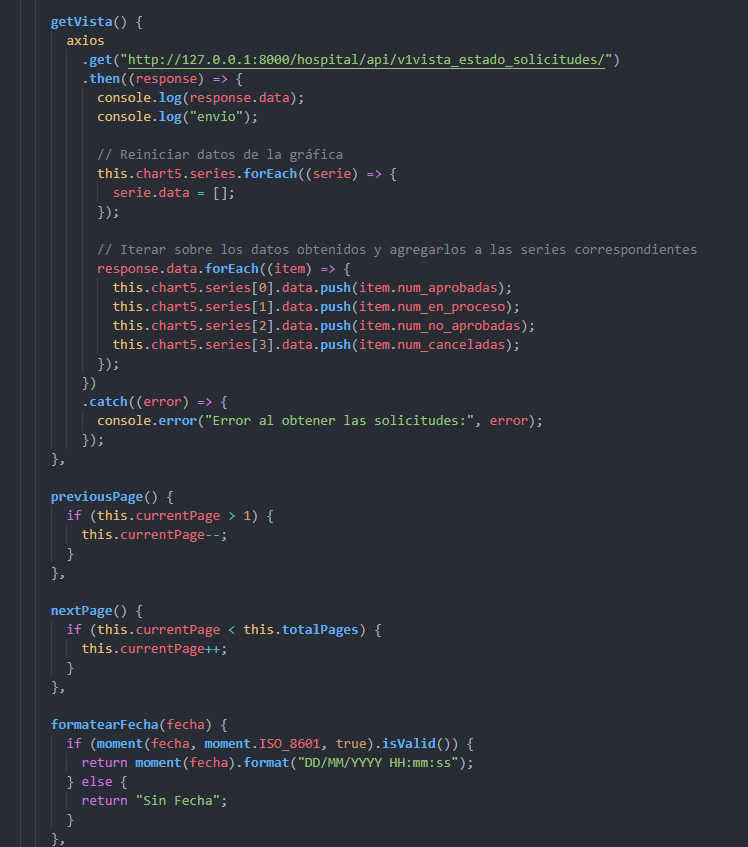 getVista() {
axios
.get("http://127.0.0.1:8000/hospital/api/v1vista_estado_solicitudes/")
.then((response) => {
console.log(response.data);
console.log("envio");
// Reiniciar datos de la gráfica
this.chart5.series.forEach((serie) => {
serie.data = [];
});
// Iterar sobre los datos obtenidos y agregarlos a las series correspondientes
response.data.forEach((item) => {
this.chart5.series[0].data.push(item.num_aprobadas);
this.chart5.series[1].data.push(item.num_en_proceso);
this.chart5.series[2].data.push(item.num_no_aprobadas);
this.chart5.series[3].data.push(item.num_canceladas);
});
})
.catch((error) => {
console.error("Error al obtener las solicitudes:", error);
});
},
previousPage() {
if (this.currentPage > 1) {
this.currentPage--;
}
},
nextPage() {
if (this.currentPage < this.totalPages) {
this.currentPage++;
}
},
formatearFecha(fecha) {
if (moment(fecha, moment.ISO_8601, true).isValid()) {
return moment(fecha).format("DD/MM/YYYY HH:mm:ss");
} else {
return "Sin Fecha";
}
},